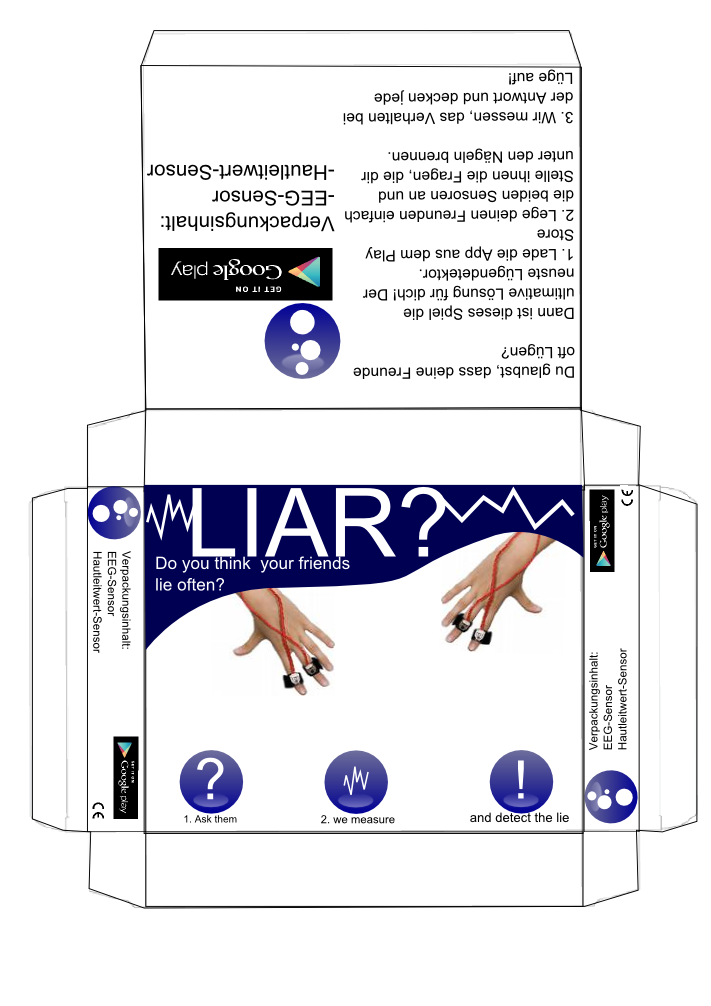 Du glaubst, dass deine Freunde
oft Lügen?
Dann ist dieses Spiel die
ultimative Lösung für dich! Der
neuste Lügendetektor.
1. Lade die App aus dem Play
Store
2. Lege deinen Freunden einfach
die beiden Sensoren an und
Stelle ihnen die Fragen, die dir
unter den Nägeln brennen.
3. Wir messen, das Verhalten bei
der Antwort und decken jede
Lüge auf!
GET IT ON
Google play
Verpackungsinhalt:
-EEG-Sensor
-Hautleitwert-Sensor
LIAR?
Do you think  your friends
lie often?
?
1. Ask them
2. we measure
!
and detect the lie
Verpackungsinhalt:
EEG-Sensor
Hautleitwert-Sensor
GET IT ON
Google play
CE
GET IT ON
Google play
CE
Verpackungsinhalt:
EEG-Sensor
Hautleitwert-Sensor